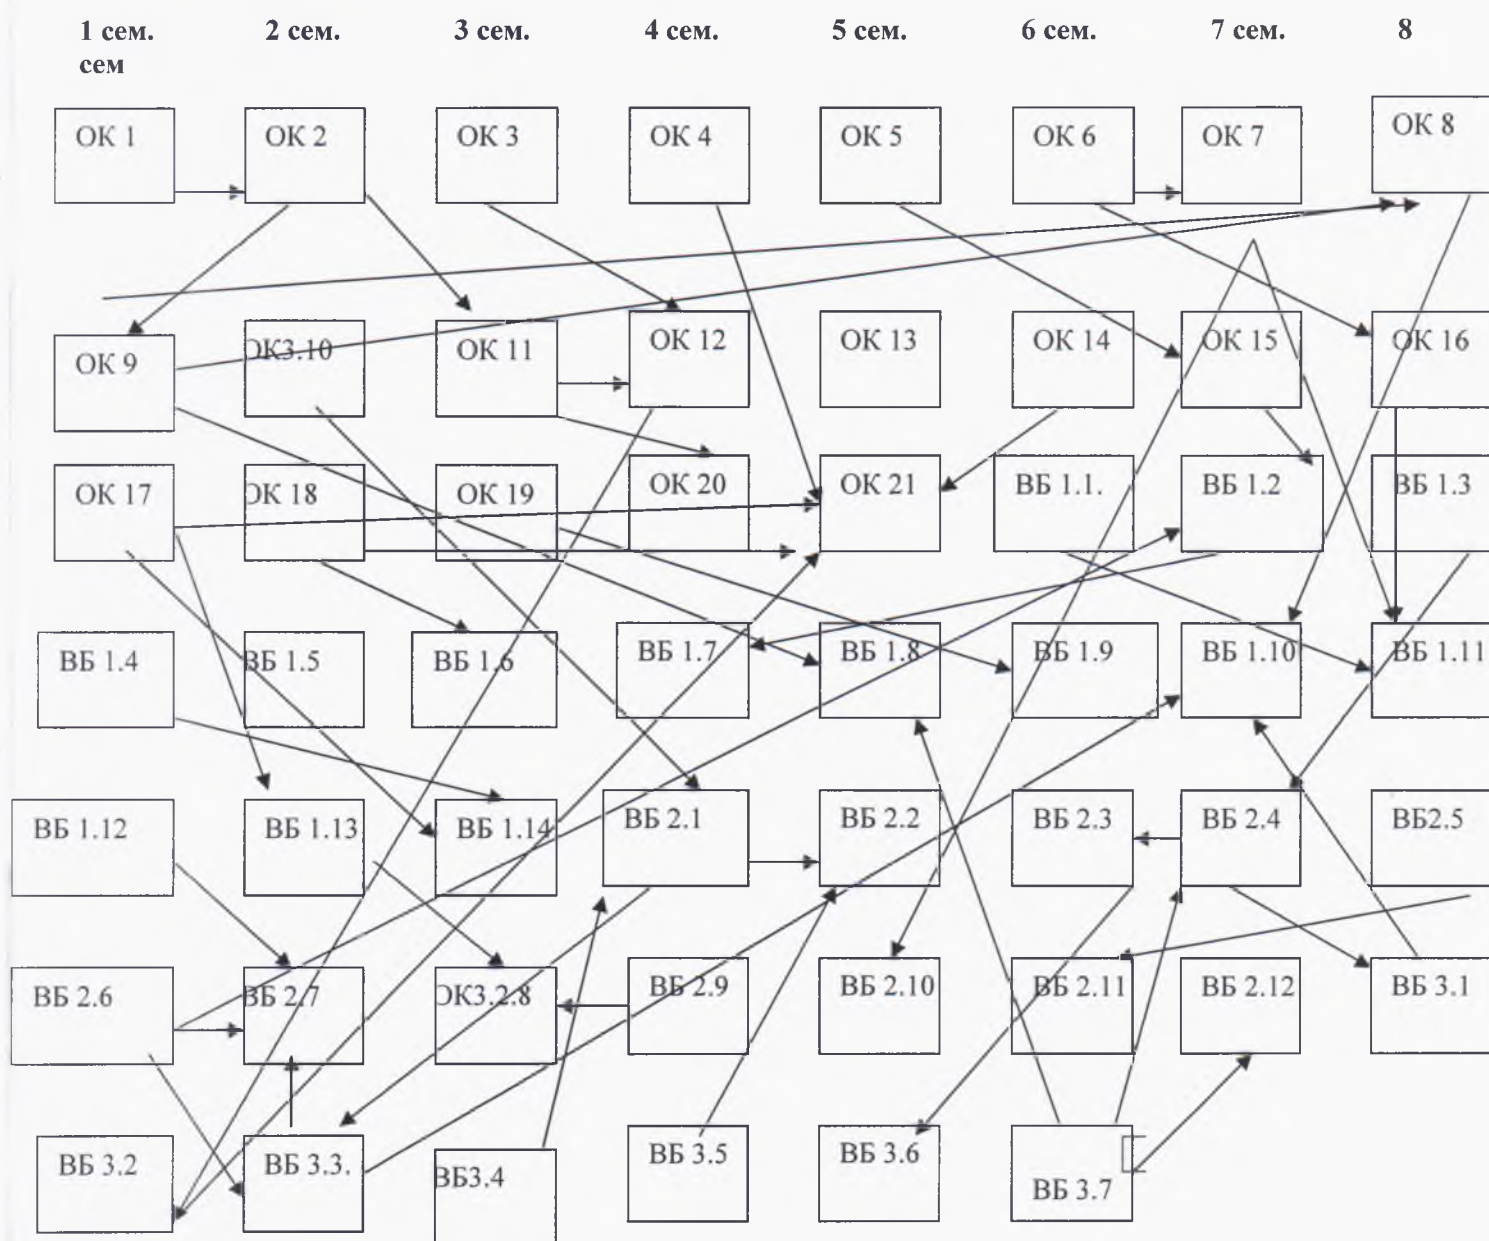 1 сем. 2 сем. 3 сем. 4 сем. 5 сем. 6 сем. 7 сем. 8
сем
ОК 1 ОК 2 ОК 3 ОК 4 ОК 5 ОК 6 ОК 7 ОК 8
ОК 9 ОК3.10 ОК 11 ОК 12 ОК 13 ОК 14 ОК 15 ОК 16
ОК 17 ОК 18 ОК 19 ОК 20 ОК 21 ВБ 1.1. ВБ 1.2 ВБ 1.3
ВБ 1.4 ВБ 1.5 ВБ 1.6 ВБ 1.7 ВБ 1.8 ВБ 1.9 ВБ 1.10 ВБ 1.11
ВБ 1.12 ВБ 1.13 ВБ 1.14 ВБ 2.1 ВБ 2.2 ВБ 2.3 ВБ 2.4 ВБ2.5
ВБ 2.6 ВБ 2.7 ОК3.2.8 ВБ 2.9 ВБ 2.10 ВБ 2.11 ВБ 2.12 ВБ 3.1
ВБ 3.2 ВБ 3.3. ВБ3.4 ВБ 3.5 ВБ 3.6 ВБ 3.7